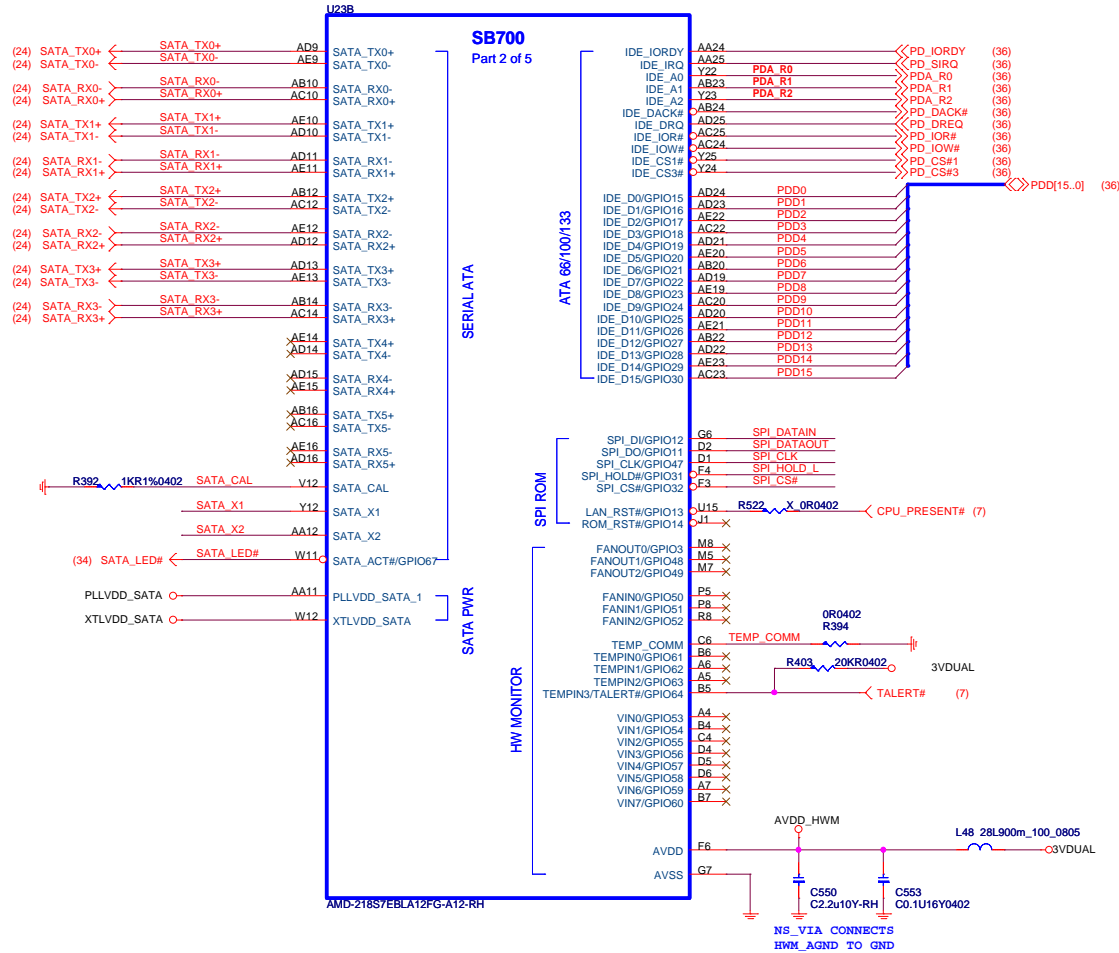 U23B
SB700
Part 2 of 5
(24) SATA_TX0+ SATA_TX0+ AD9 SATA_TX0+
(24) SATA_TX0- SATA_TX0- AE9 SATA_TX0-
(24) SATA_RX0- SATA_RX0- AB10 SATA_RX0-
(24) SATA_RX0+ SATA_RX0+ AC10 SATA_RX0+
(24) SATA_TX1+ SATA_TX1+ AE10 SATA_TX1+
(24) SATA_TX1- SATA_TX1- AD10 SATA_TX1-
(24) SATA_RX1- SATA_RX1- AD11 SATA_RX1-
(24) SATA_RX1+ SATA_RX1+ AE11 SATA_RX1+
(24) SATA_TX2+ SATA_TX2+ AB12 SATA_TX2+
(24) SATA_TX2- SATA_TX2- AC12 SATA_TX2-
(24) SATA_RX2- SATA_RX2- AE12 SATA_RX2-
(24) SATA_RX2+ SATA_RX2+ AD12 SATA_RX2+
(24) SATA_TX3+ SATA_TX3+ AD13 SATA_TX3+
(24) SATA_TX3- SATA_TX3- AE13 SATA_TX3-
(24) SATA_RX3- SATA_RX3- AB14 SATA_RX3-
(24) SATA_RX3+ SATA_RX3+ AC14 SATA_RX3+
AE14 SATA_TX4+
AD14 SATA_TX4-
AD15 SATA_RX4-
AE15 SATA_RX4+
AB16 SATA_TX5+
AC16 SATA_TX5-
AE16 SATA_RX5-
AD16 SATA_RX5+
R392 1KR1%0402 SATA_CAL V12 SATA_CAL
SATA_X1 Y12 SATA_X1
SATA_X2 AA12 SATA_X2
(34) SATA_LED# SATA_LED# W11 SATA_ACT#/GPIO67
PLLVDD_SATA AA11 PLLVDD_SATA_1
XTLVDD_SATA W12 XTLVDD_SATA
SERIAL ATA
SATA PWR
ATA 66/100/133
SPI ROM
HW MONITOR
IDE_IORDY AA24 PD_IORDY (36)
IDE_IRQ AA25 PD_SIRQ (36)
IDE_A0 Y22 PDA_R0 PDA_R0 (36)
IDE_A1 AB23 PDA_R1 PDA_R1 (36)
IDE_A2 Y23 PDA_R2 PDA_R2 (36)
IDE_DACK# AB24 PD_DACK# (36)
IDE_DRQ AD25 PD_DREQ (36)
IDE_IOR# AC25 PD_IOR# (36)
IDE_IOW# AC24 PD_IOW# (36)
IDE_CS1# Y25 PD_CS#1 (36)
IDE_CS3# Y24 PD_CS#3 (36)
PDD[15..0] (36)
IDE_D0/GPIO15 AD24 PDD0
IDE_D1/GPIO16 AD23 PDD1
IDE_D2/GPIO17 AE22 PDD2
IDE_D3/GPIO18 AC22 PDD3
IDE_D4/GPIO19 AD21 PDD4
IDE_D5/GPIO20 AE20 PDD5
IDE_D6/GPIO21 AB20 PDD6
IDE_D7/GPIO22 AD19 PDD7
IDE_D8/GPIO23 AE19 PDD8
IDE_D9/GPIO24 AC20 PDD9
IDE_D10/GPIO25 AD20 PDD10
IDE_D11/GPIO26 AE21 PDD11
IDE_D12/GPIO27 AB22 PDD12
IDE_D13/GPIO28 AD22 PDD13
IDE_D14/GPIO29 AE23 PDD14
IDE_D15/GPIO30 AC23 PDD15
SPI_DI/GPIO12 G6 SPI_DATAIN
SPI_DO/GPIO11 D2 SPI_DATAOUT
SPI_CLK/GPIO47 D1 SPI_CLK
SPI_HOLD#/GPIO31 F4 SPI_HOLD_L
SPI_CS#/GPIO32 F3 SPI_CS#
LAN_RST#/GPIO13 U15 R522 X_0R0402 CPU_PRESENT# (7)
ROM_RST#/GPIO14 J1
FANOUT0/GPIO3 M8
FANOUT1/GPIO48 M5
FANOUT2/GPIO49 M7
FANIN0/GPIO50 P5
FANIN1/GPIO51 P8
FANIN2/GPIO52 R8
0R0402
R394
TEMP_COMM C6 TEMP_COMM
TEMPIN0/GPIO61 B6
TEMPIN1/GPIO62 A6 R403 20KR0402 3VDUAL
TEMPIN2/GPIO63 A5
TEMPIN3/TALERT#/GPIO64 B5 TALERT# (7)
VIN0/GPIO53 A4
VIN1/GPIO54 B4
VIN2/GPIO55 C4
VIN3/GPIO56 D4
VIN4/GPIO57 D5
VIN5/GPIO58 D6
VIN6/GPIO59 A7
VIN7/GPIO60 B7
AVDD_HWM
L48 28L900m_100_0805
AVDD F6 3VDUAL
AVSS G7
C550
C2.2u10Y-RH
C553
C0.1U16Y0402
AMD-218S7EBLA12FG-A12-RH
NS_VIA CONNECTS
HWM_AGND TO GND